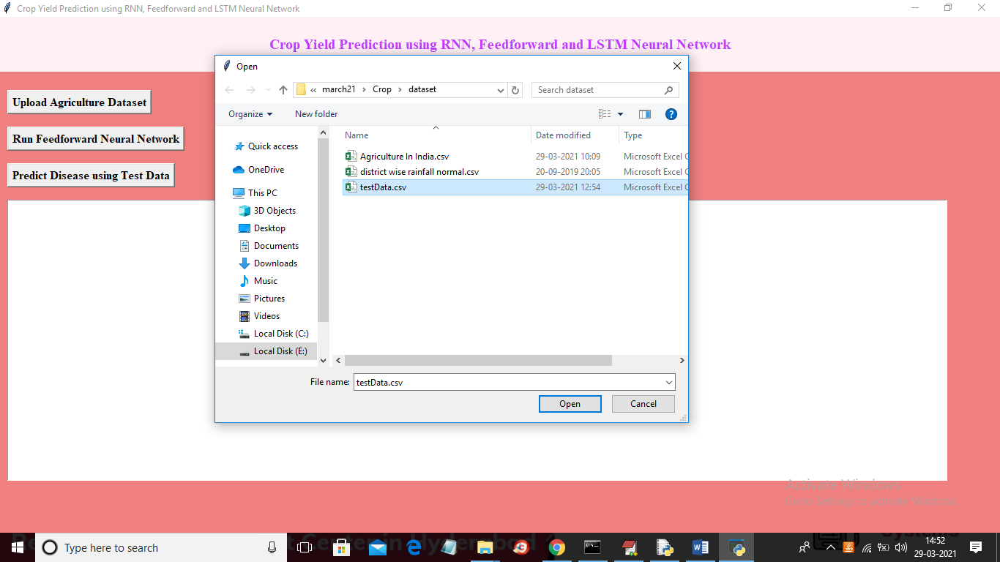 Crop Yield Prediction using RNN, Feedforward and LSTM Neural Network
Crop Yield Prediction using RNN, Feedforward and LSTM Neural Network
Upload Agriculture Dataset
Run Feedforward Neural Network
Predict Disease using Test Data
Open
« march21 > Crop > dataset
Search dataset
Organize
New folder
Name Date modified Type
Agriculture In India.csv 29-03-2021 10:09 Microsoft Excel C
district wise rainfall normal.csv 20-09-2019 20:05 Microsoft Excel C
testData.csv 29-03-2021 12:54 Microsoft Excel C
Quick access
OneDrive
This PC
3D Objects
Desktop
Documents
Downloads
Music
Pictures
Videos
Local Disk (C:)
Local Disk (E:)
File name: testData.csv
Open Cancel
Activate Windows
Go to Settings to activate Windows.
Type here to search
14:52
29-03-2021